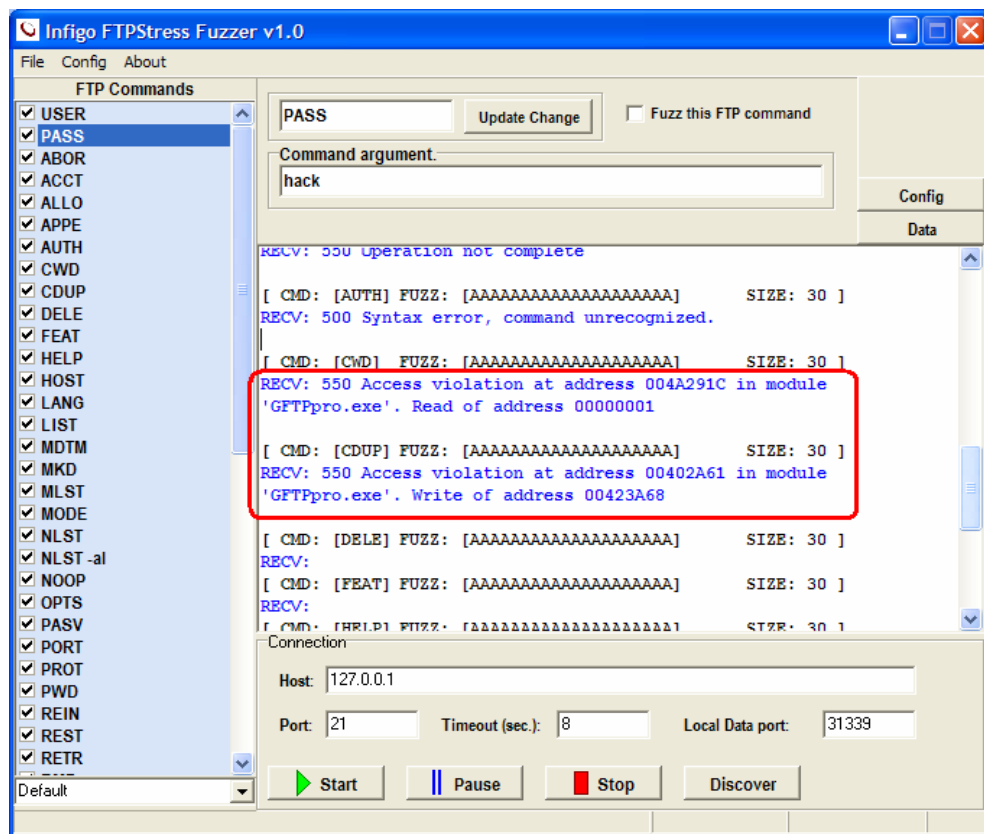 Infigo FTPStress Fuzzer v1.0
File Config About
FTP Commands
USER
PASS
ABOR
ACCT
ALLO
APPE
AUTH
CWD
CDUP
DELE
FEAT
HELP
HOST
LANG
LIST
MDTM
MKD
MLST
MODE
NLST
NLST -al
NOOP
OPTS
PASV
PORT
PROT
PWD
REIN
REST
RETR
Default
PASS Update Change Fuzz this FTP command
Command argument.
hack
Config
Data
RECV: 550 Operation not complete
[ CMD: [AUTH] FUZZ: [AAAAAAAAAAAAAAAAAAAA] SIZE: 30 ]
RECV: 500 Syntax error, command unrecognized.
[ CMD: [CWD] FUZZ: [AAAAAAAAAAAAAAAAAAAA] SIZE: 30 ]
RECV: 550 Access violation at address 004A291C in module
'GFTPpro.exe'. Read of address 00000001
[ CMD: [CDUP] FUZZ: [AAAAAAAAAAAAAAAAAAAA] SIZE: 30 ]
RECV: 550 Access violation at address 00402A61 in module
'GFTPpro.exe'. Write of address 00423A68
[ CMD: [DELE] FUZZ: [AAAAAAAAAAAAAAAAAAAA] SIZE: 30 ]
RECV:
[ CMD: [FEAT] FUZZ: [AAAAAAAAAAAAAAAAAAAA] SIZE: 30 ]
RECV:
[ CMD: [HELP] FUZZ: [AAAAAAAAAAAAAAAAAAAA] SIZE: 30 ]
Connection
Host: 127.0.0.1
Port: 21 Timeout (sec.): 8 Local Data port: 31339
Start Pause Stop Discover